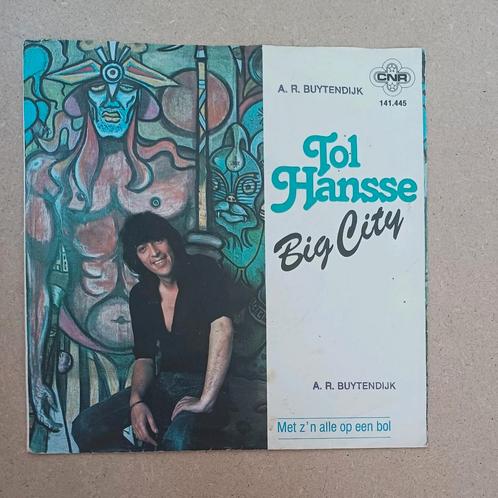 CNR
141.445
A. R. BUYTENDIJK
Tol
Hansse
Big City
A. R. BUYTENDIJK
Met z'n alle op een bol